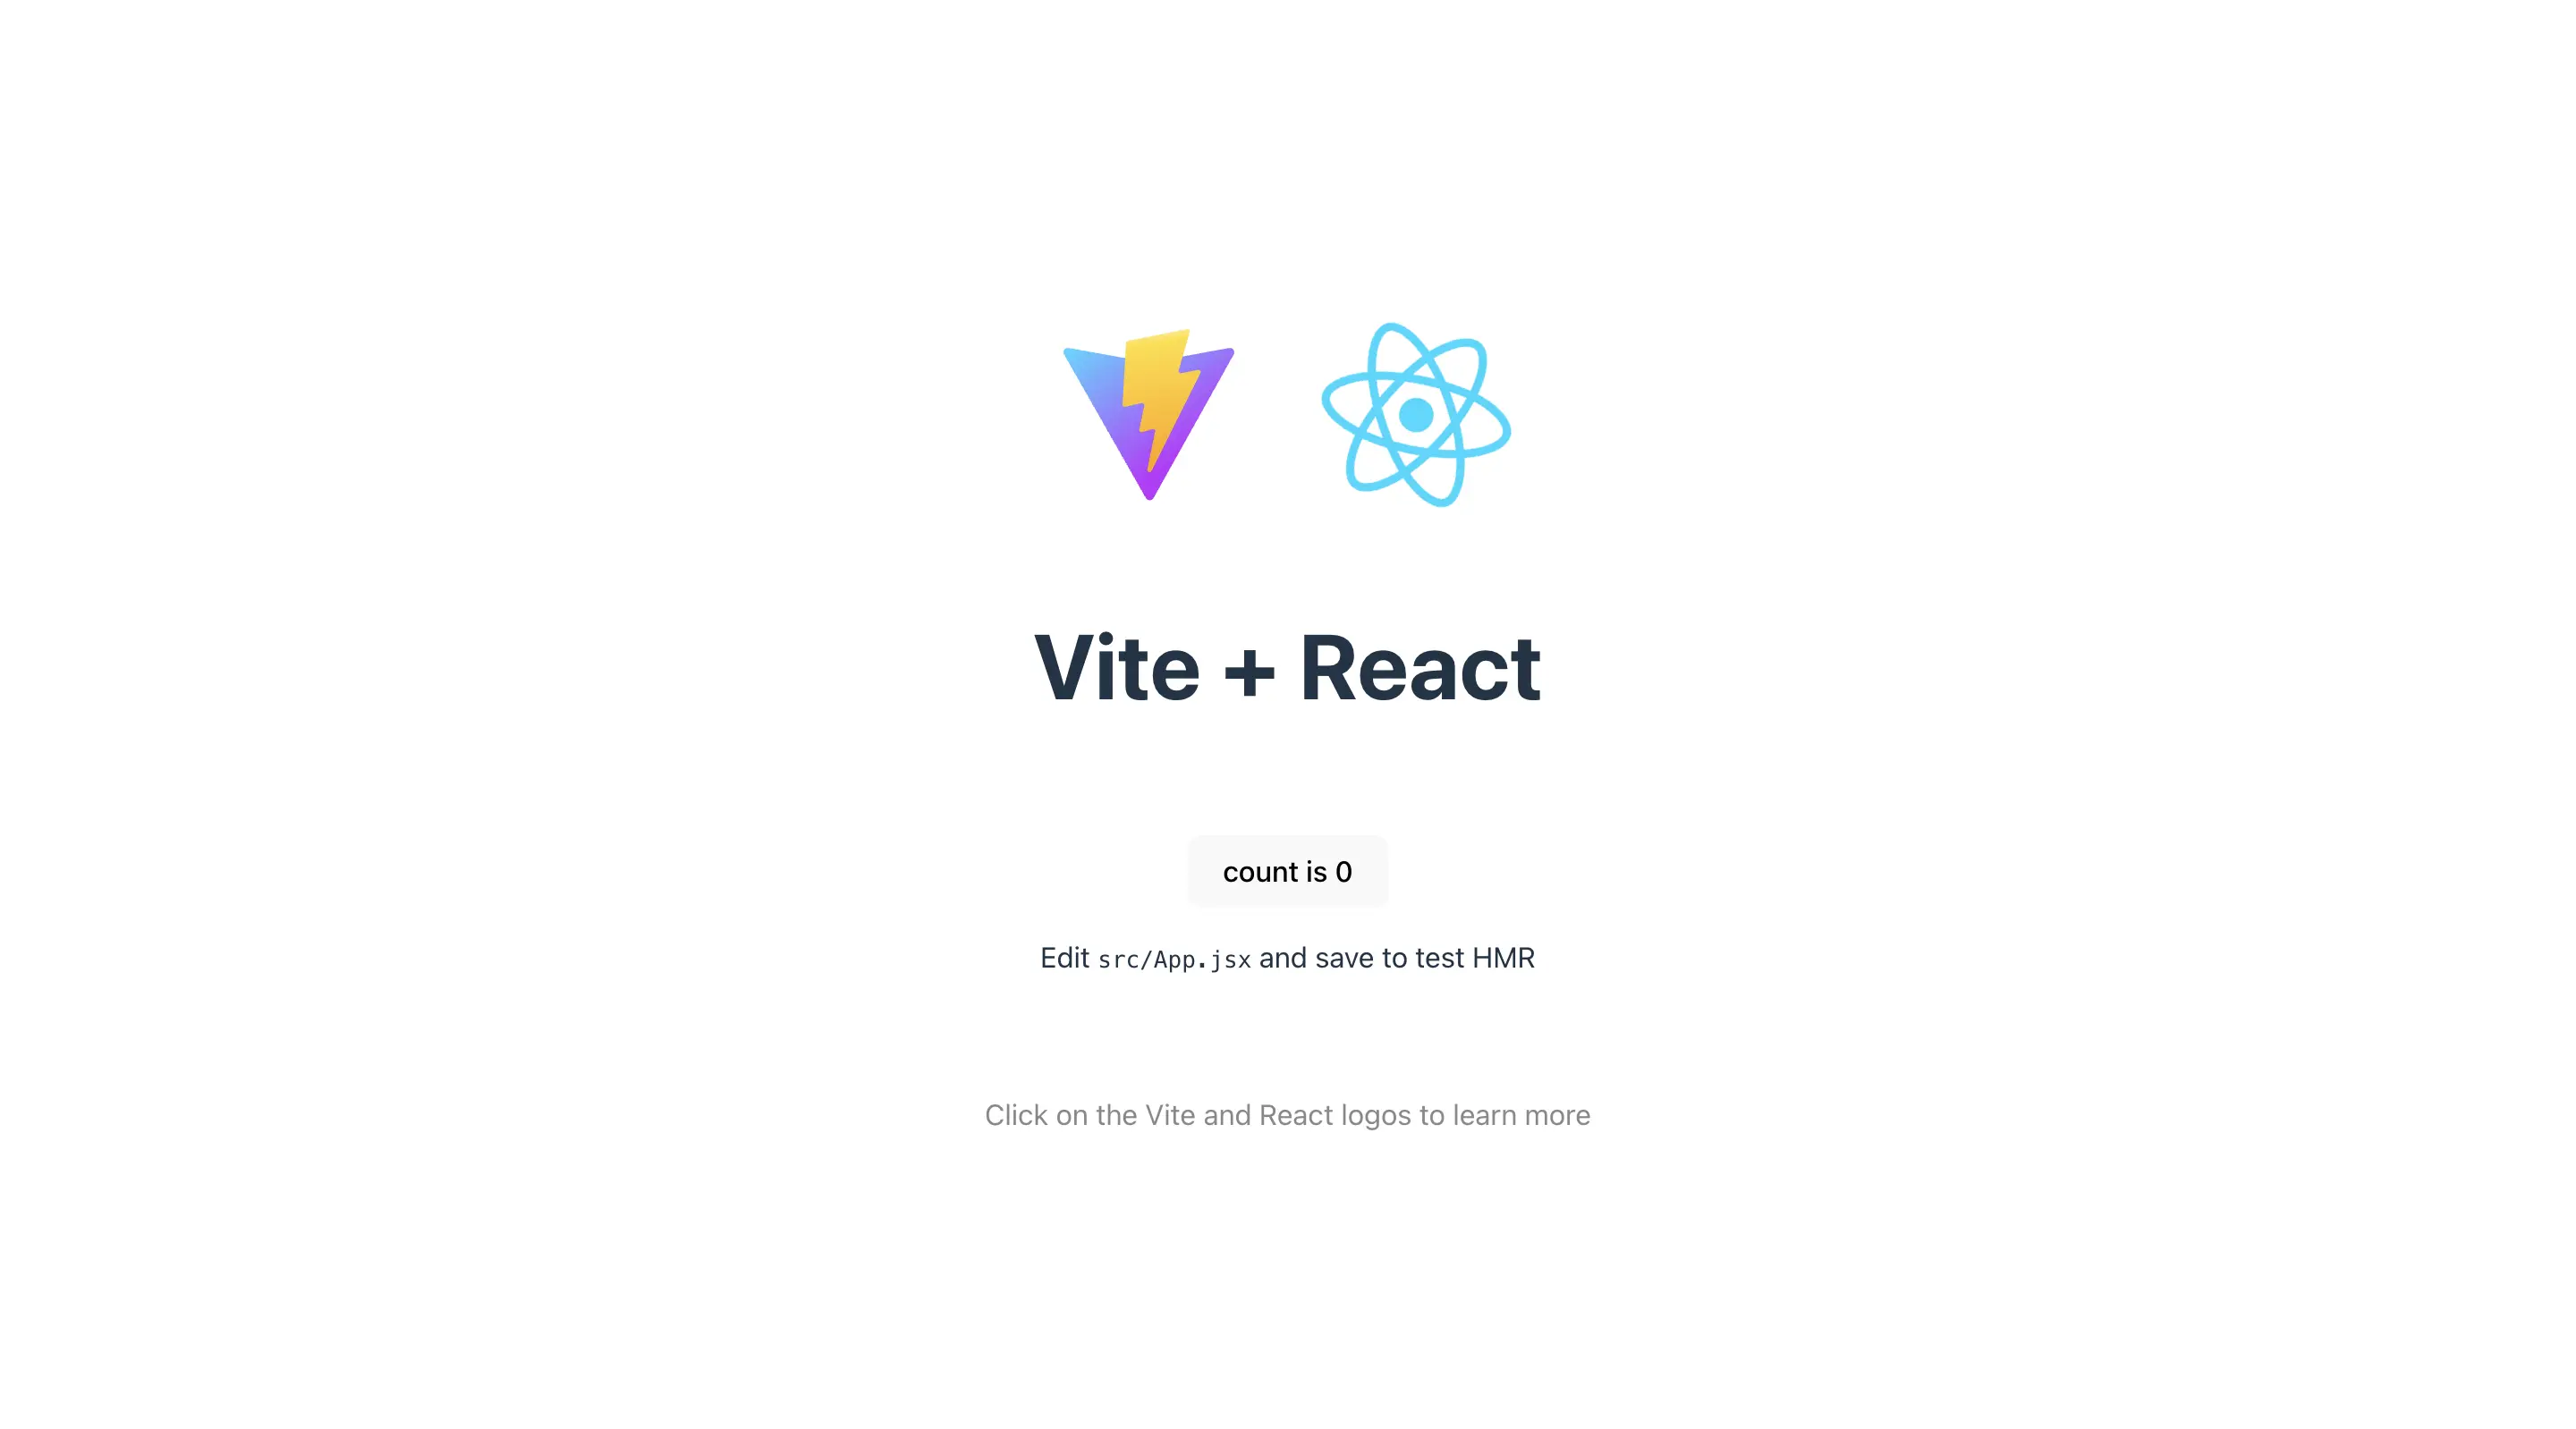 Vite + React
count is 0
Edit src/App.jsx and save to test HMR
Click on the Vite and React logos to learn more